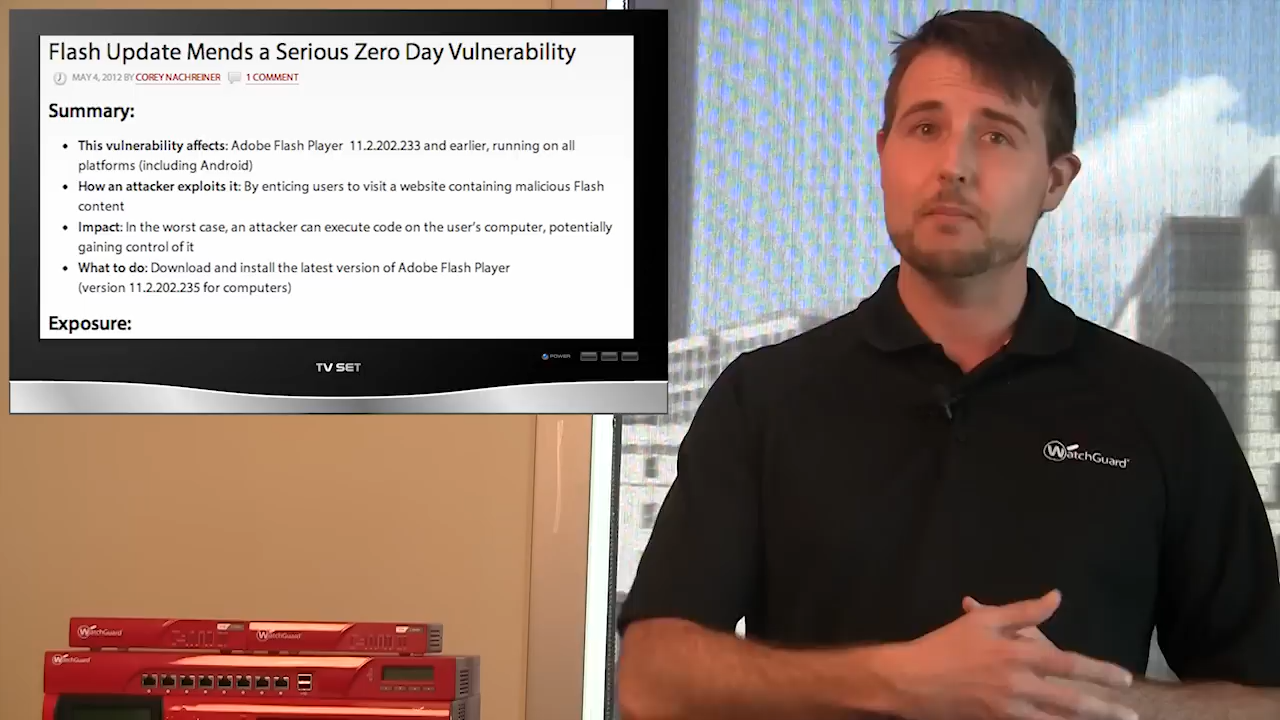 Flash Update Mends a Serious Zero Day Vulnerability
MAY 4, 2012 BY COREY NACHREINER 1 COMMENT
Summary:
• This vulnerability affects: Adobe Flash Player 11.2.202.233 and earlier, running on all
platforms (including Android)
• How an attacker exploits it: By enticing users to visit a website containing malicious Flash
content
• Impact: In the worst case, an attacker can execute code on the user's computer, potentially
gaining control of it
• What to do: Download and install the latest version of Adobe Flash Player
(version 11.2.202.235 for computers)
Exposure:
POWER
TV SET
WatchGuard
WatchGuard
WatchGuard
WatchGuard